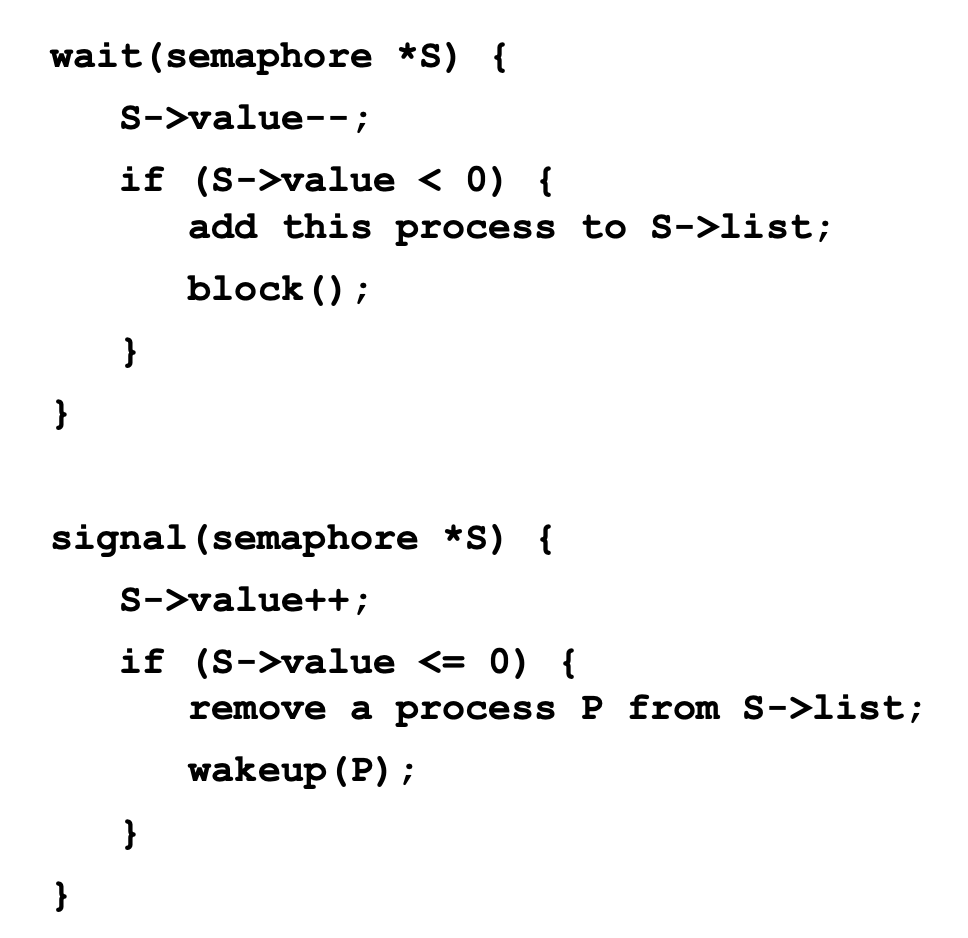 wait(semaphore *S) {
S->value--;
if (S->value < 0) {
add this process to S->list;
block();
}
}
signal(semaphore *S) {
S->value++;
if (S->value <= 0) {
remove a process P from S->list;
wakeup(P);
}
}